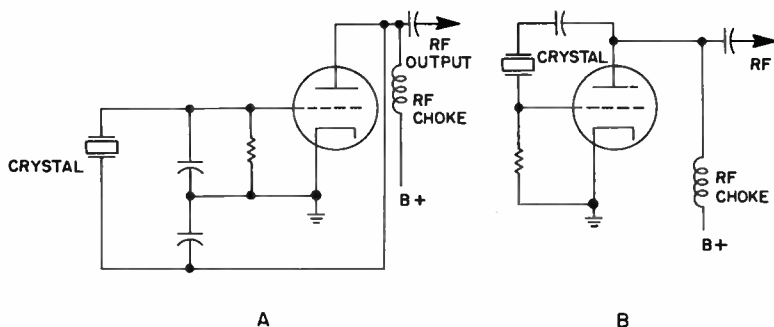 CRYSTAL
RF
OUTPUT
RF
CHOKE
B+
A
CRYSTAL
RF
RF
CHOKE
B+
B